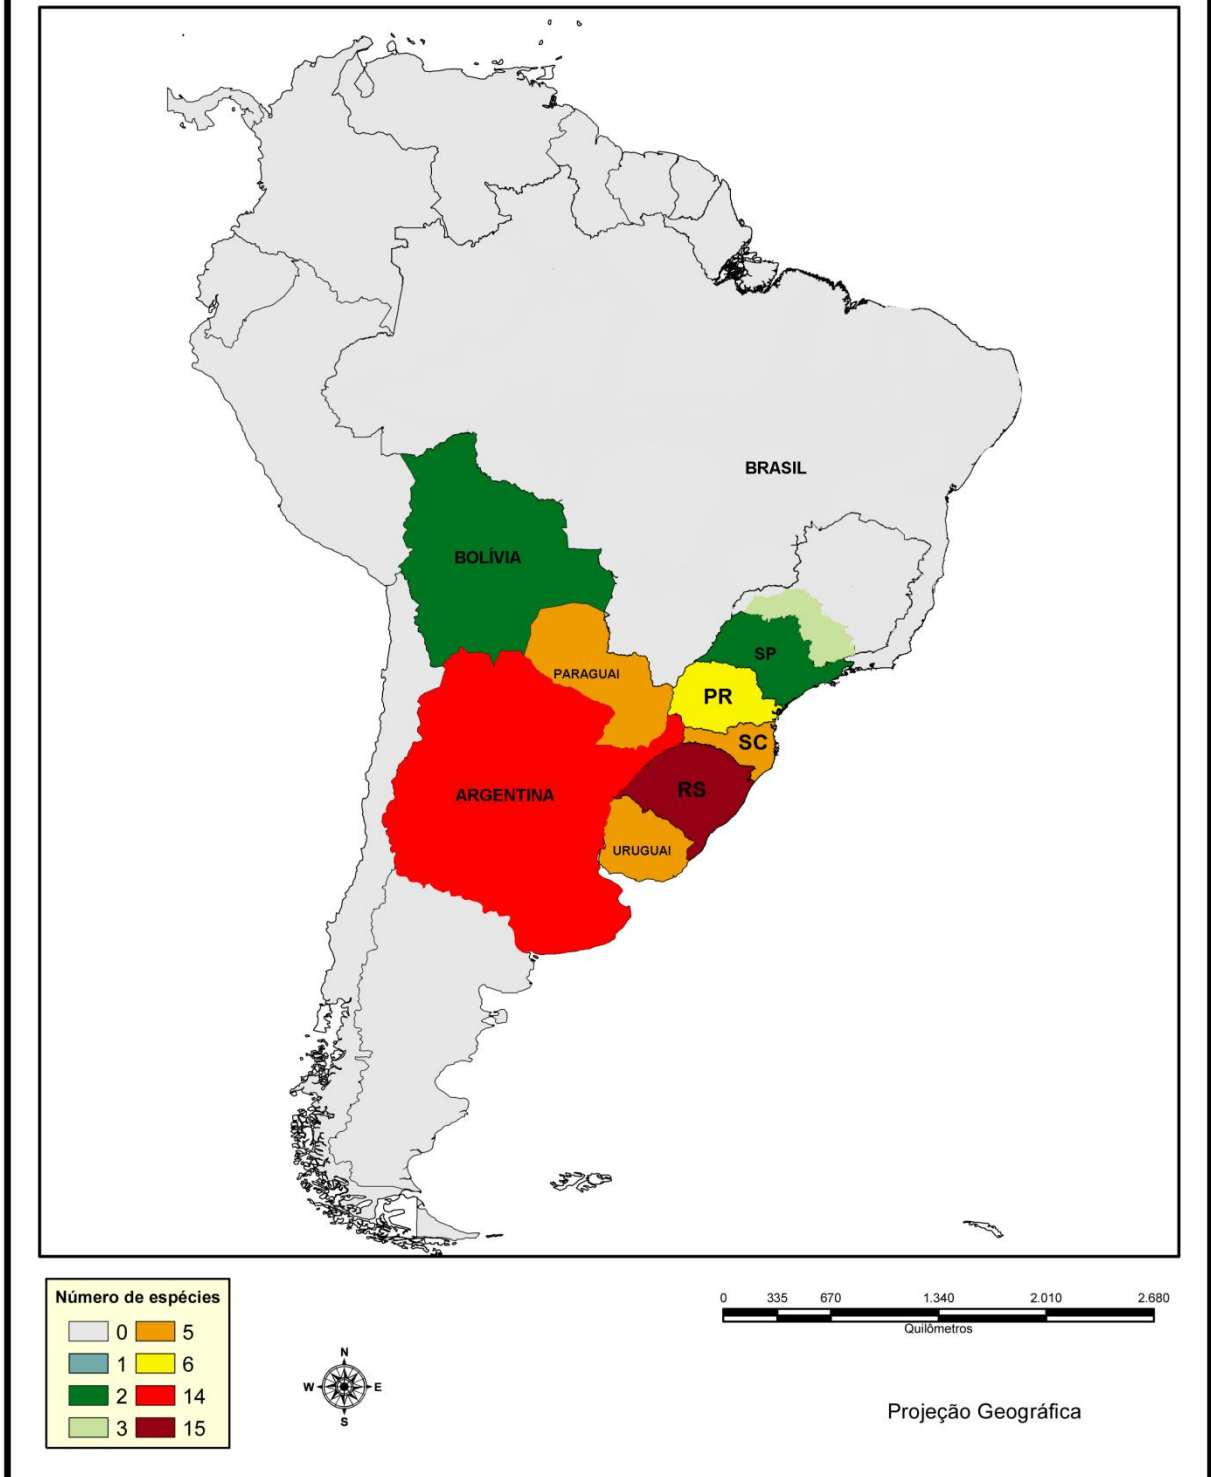 BRASIL
BOLÍVIA
SP
PARAGUAI
PR
SC
RS
ARGENTINA
URUGUAI
Número de espécies
0 5
1 6
2 14
3 15
N
W E
S
0 335 670 1.340 2.010 2.680
Quilômetros
Projeção Geográfica